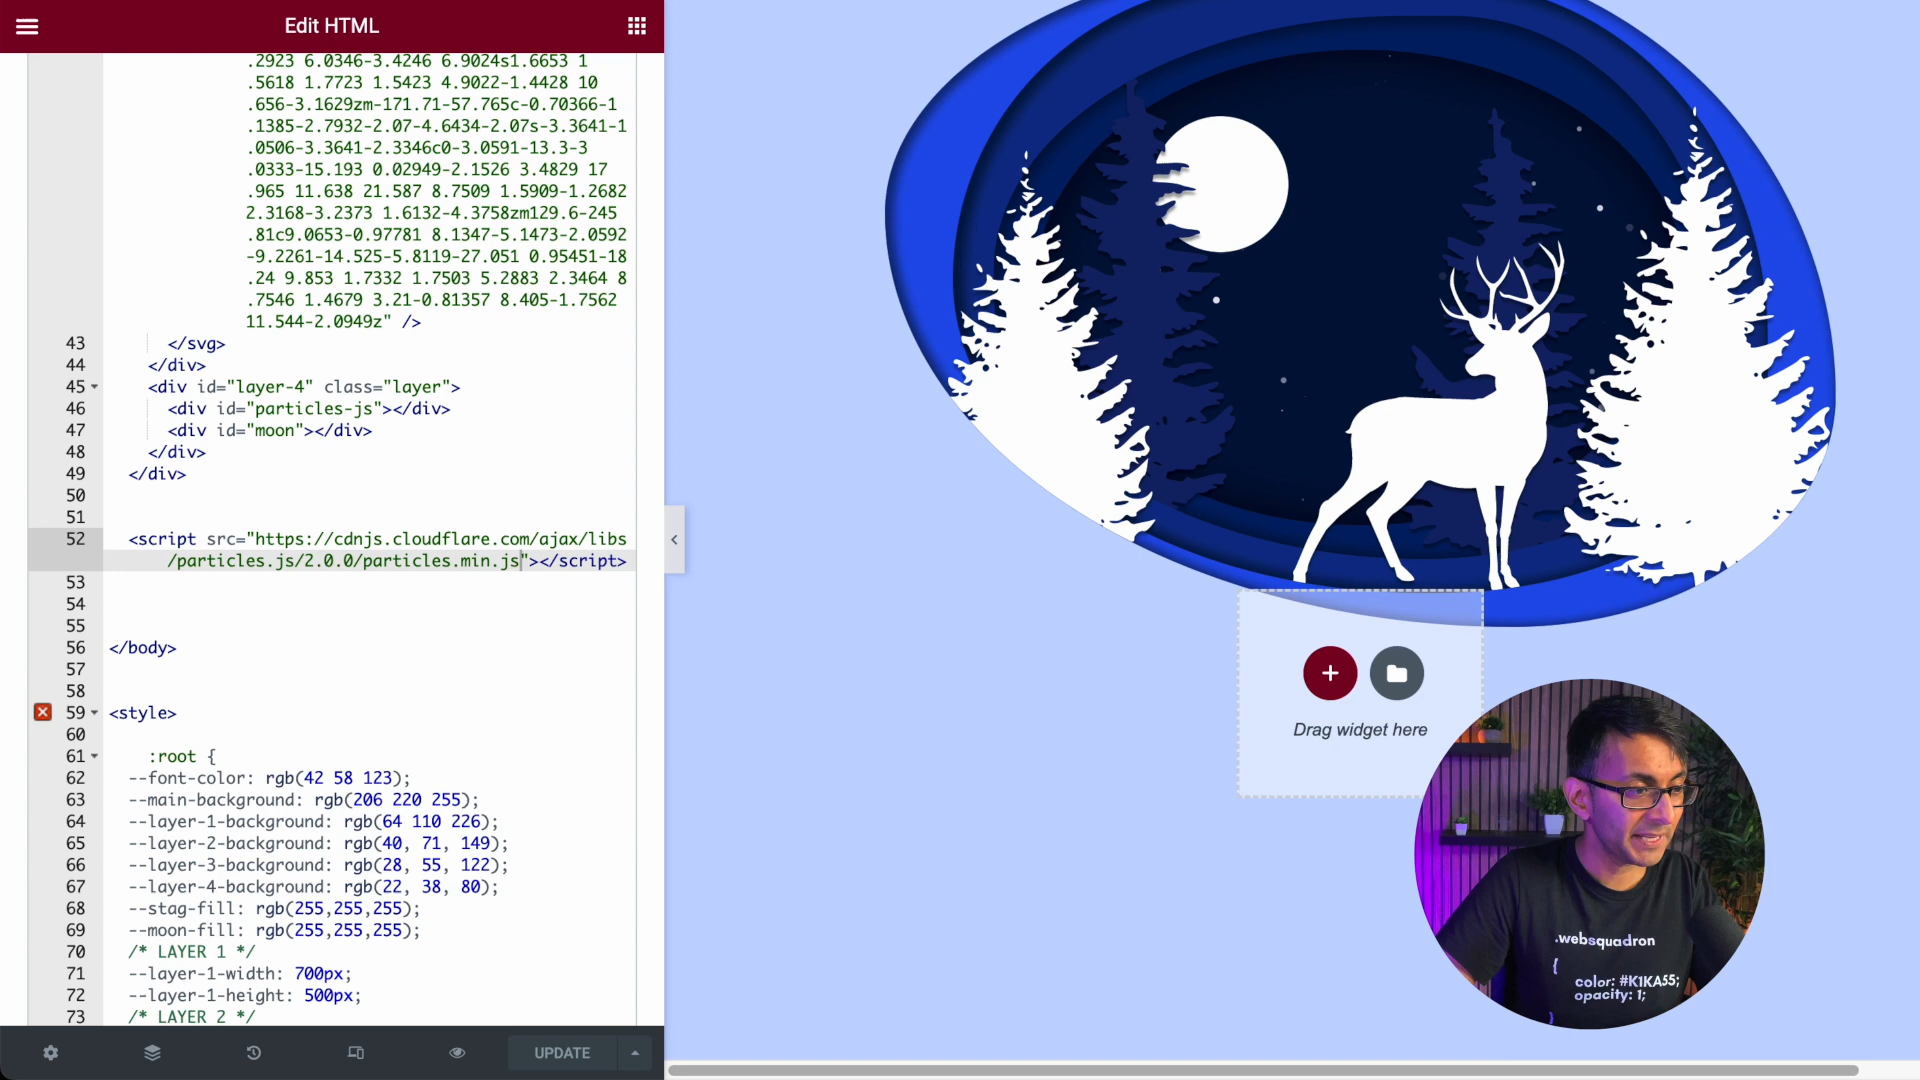 Edit HTML
.2923 6.0346-3.4246 6.9024s1.6653 1
.5618 1.7723 1.5423 4.9022-1.4428 10
.656-3.1629zm-171.71-57.765c-0.70366-1
.1385-2.7932-2.07-4.6434-2.07s-3.3641-1
.0506-3.3641-2.3346c0-3.0591-13.3-3
.0333-15.193 0.02949-2.1526 3.4829 17
.965 11.638 21.587 8.7509 1.5909-1.2682
2.3168-3.2373 1.6132-4.3758zm129.6-245
.81c9.0653-0.97781 8.1347-5.1473-2.0592
-9.2261-14.525-5.8119-27.051 0.95451-18
.24 9.853 1.7332 1.7503 5.2883 2.3464 8
.7546 1.4679 3.21-0.81357 8.405-1.7562
11.544-2.0949z" />
43 </svg>
44 </div>
45 <div id="layer-4" class="layer">
46 <div id="particles-js"></div>
47 <div id="moon"></div>
48 </div>
49 </div>
50
51
52 <script src="https://cdnjs.cloudflare.com/ajax/libs
/particles.js/2.0.0/particles.min.js"></script>
53
54
55
56 </body>
57
58
59 <style>
60
61 :root {
62 --font-color: rgb(42 58 123);
63 --main-background: rgb(206 220 255);
64 --layer-1-background: rgb(64 110 226);
65 --layer-2-background: rgb(40, 71, 149);
66 --layer-3-background: rgb(28, 55, 122);
67 --layer-4-background: rgb(22, 38, 80);
68 --stag-fill: rgb(255,255,255);
69 --moon-fill: rgb(255,255,255);
70 /* LAYER 1 */
71 --layer-1-width: 700px;
72 --layer-1-height: 500px;
73 /* LAYER 2 */
UPDATE
Drag widget here
.websquadron
{
color: #K1KA55;
opacity: 1;
}